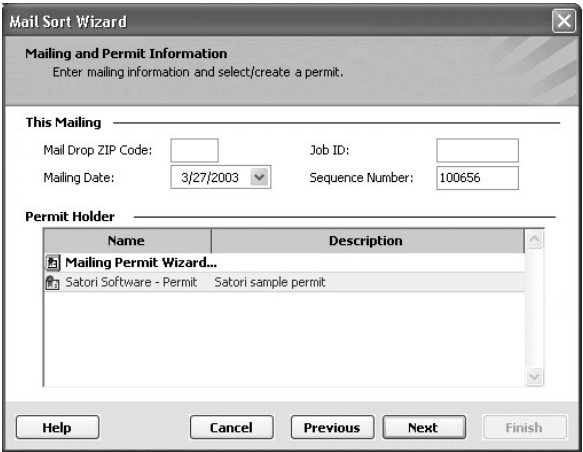 Mail Sort Wizard
Mailing and Permit Information
Enter mailing information and select/create a permit.
This Mailing
Mail Drop ZIP Code: Job ID:
Mailing Date: 3/27/2003 Sequence Number: 100656
Permit Holder
Name Description
Mailing Permit Wizard...
Satori Software - Permit Satori sample permit
Help Cancel Previous Next Finish